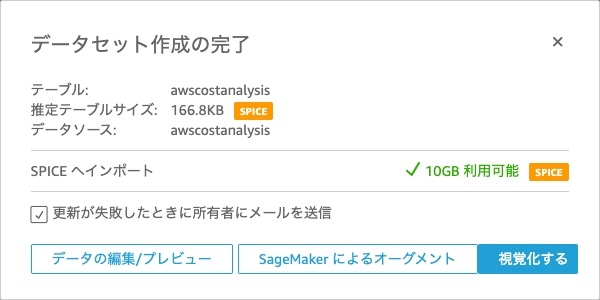 データセット作成の完了
テーブル: awscostanalysis
推定テーブルサイズ: 166.8KB SPICE
データソース: awscostanalysis
SPICE へインポート 10GB 利用可能 SPICE
更新が失敗したときに所有者にメールを送信
データの編集/プレビュー SageMaker によるオーグメント 視覚化する